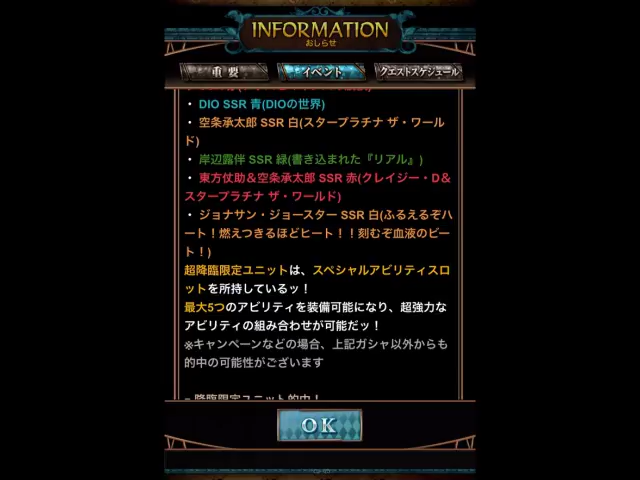 INFORMATION
おしらせ
重要 イベント クエストスケジュール
・ DIO SSR 青(DIOの世界)
・ 空条承太郎 SSR 白(スタープラチナ ザ・ワール
ド)
・ 岸辺露伴 SSR 緑(書き込まれた『リアル』)
・ 東方仗助&空条承太郎 SSR 赤(クレイジー・D&
スタープラチナ ザ・ワールド)
・ ジョナサン・ジョースター SSR 白(ふるえるぞハ
ート！燃えつきるほどヒート！！刻むぞ血液のビー
ト！)
超降臨限定ユニットは、スペシャルアビリティスロ
ットを所持しているッ！
最大5つのアビリティを装備可能になり、超強力な
アビリティの組み合わせが可能だッ！
※キャンペーンなどの場合、上記ガシャ以外からも
的中の可能性がございます
－降臨限定ユニット的中！
OK